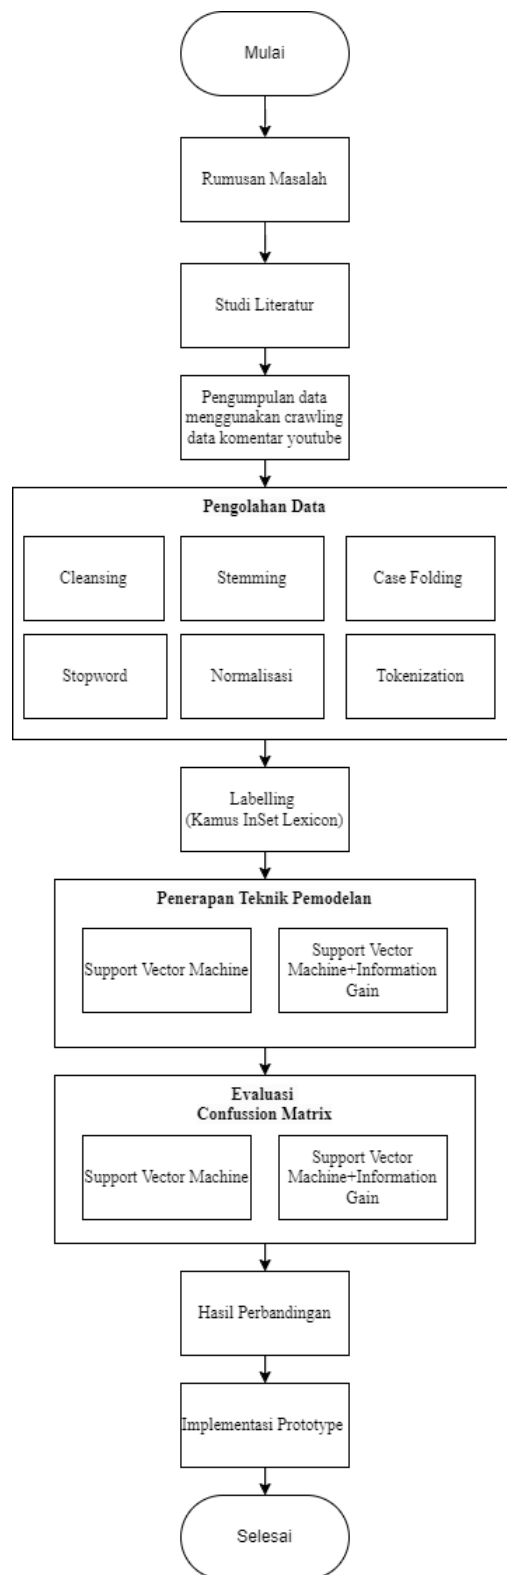 Mulai
Rumusan Masalah
Studi Literatur
Pengumpulan data
menggunakan crawling
data komentar youtube
Pengolahan Data
Cleansing
Stemming
Case Folding
Stopword
Normalisasi
Tokenization
Labelling
(Kamus InSet Lexicon)
Penerapan Teknik Pemodelan
Support Vector Machine
Support Vector
Machine+Information
Gain
Evaluasi
Confussion Matrix
Support Vector Machine
Support Vector
Machine+Information
Gain
Hasil Perbandingan
Implementasi Prototype
Selesai